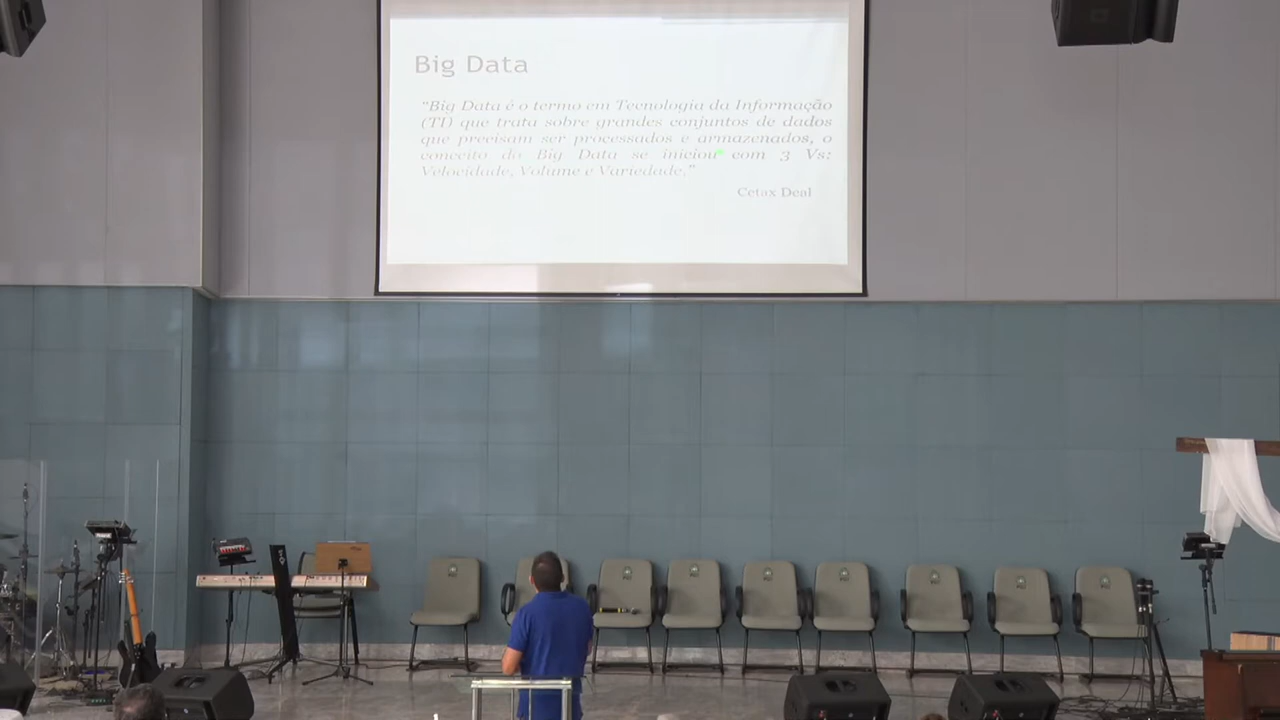 Big Data
“Big Data é o termo em Tecnologia da Informação
(TI) que trata sobre grandes conjuntos de dados
que precisam ser processados e armazenados, o
conceito do Big Data se iniciou com 3 Vs:
Velocidade, Volume e Variedade.”
Cetax Deal